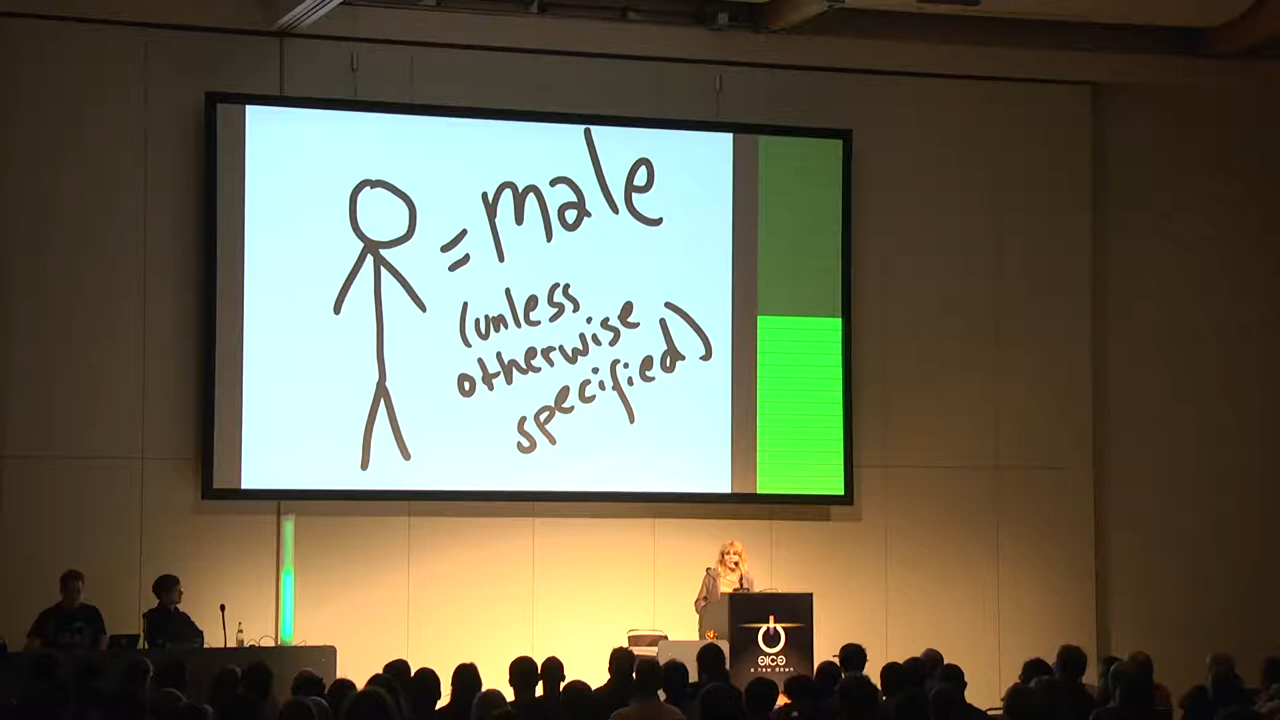 = male
(unless
otherwise
specified)
a new dawn